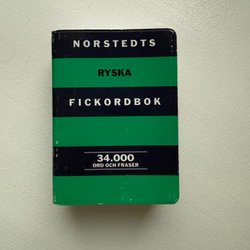 NORSTEDTS
RYSKA
FICKORDBOK
34.000
ORD OCH FRASER